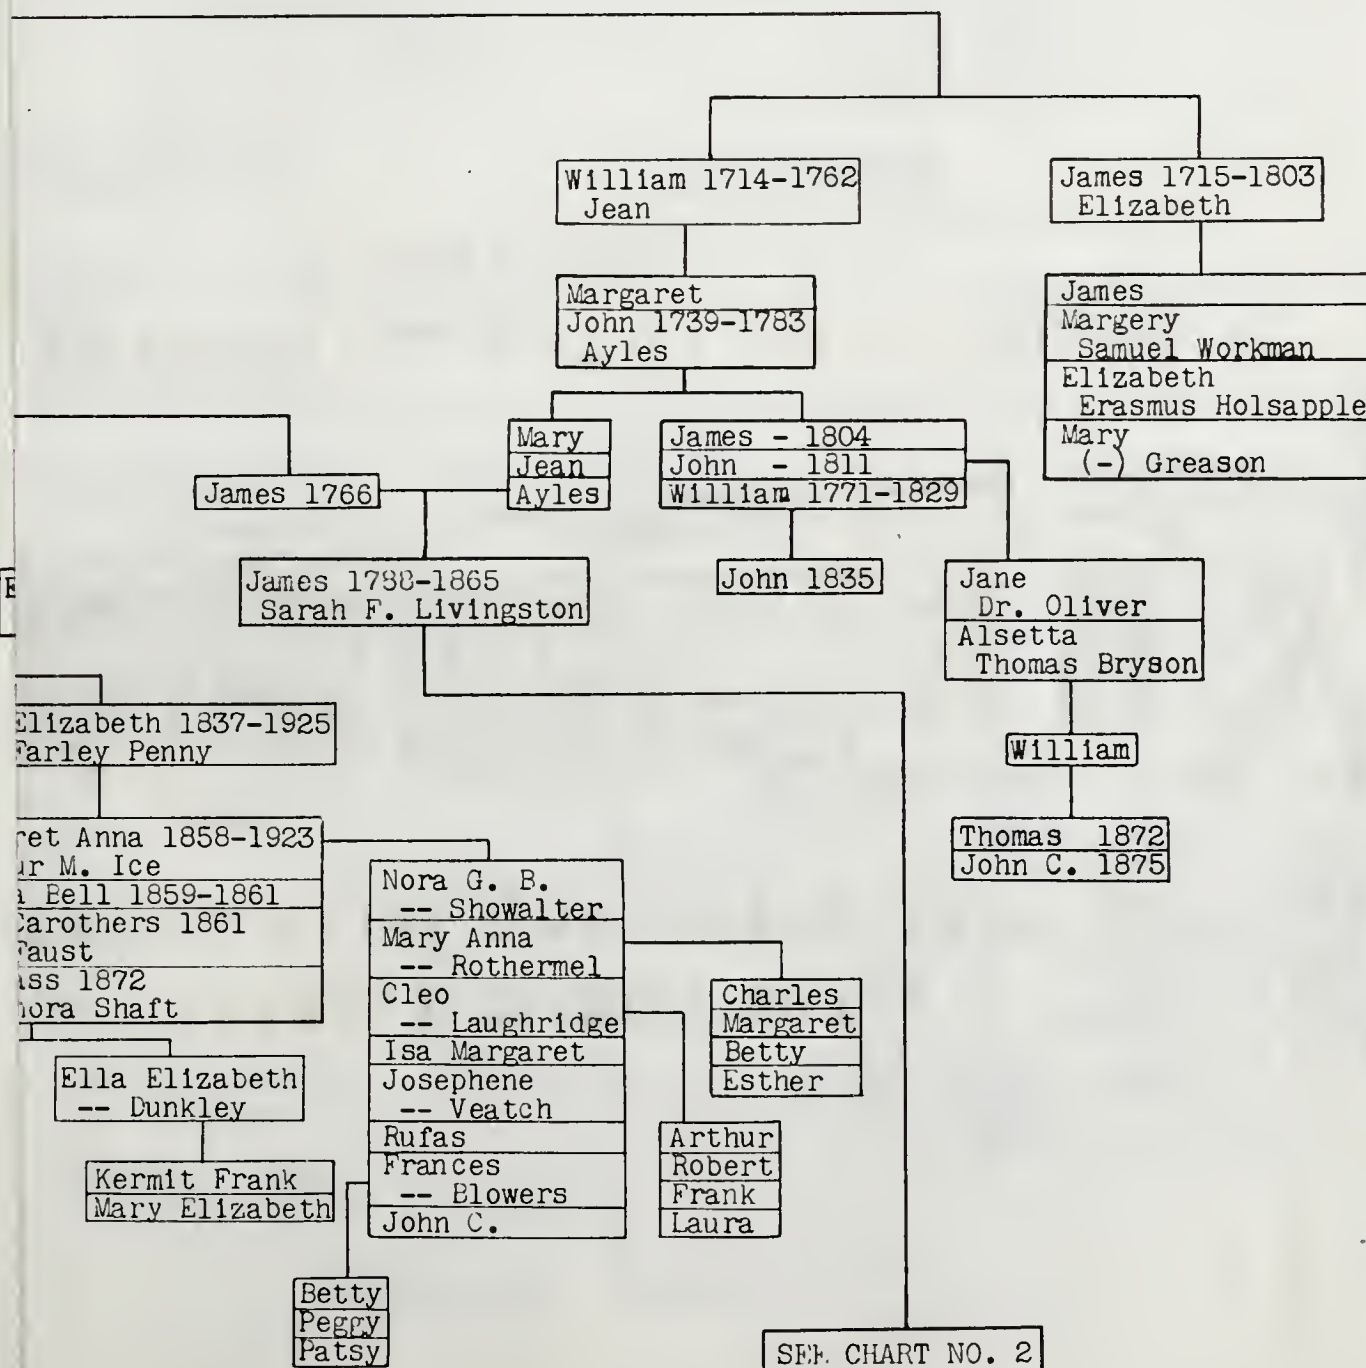 William 1714-1762
Jean
James 1715-1803
Elizabeth
Margaret
John 1739-1783
Ayles
James
Margery
Samuel Workman
Elizabeth
Erasmus Holsapple
Mary
(-) Greason
Mary
Jean
Ayles
James - 1804
John - 1811
William 1771-1829
James 1766
James 1788-1865
Sarah F. Livingston
John 1835
Jane
Dr. Oliver
Alsetta
Thomas Bryson
E
Elizabeth 1837-1925
Farley Penny
William
Thomas 1872
John C. 1875
ret Anna 1858-1923
ur M. Ice
a Bell 1859-1861
Carothers 1861
Faust
ass 1872
nora Shaft
Nora G. B.
-- Showalter
Mary Anna
-- Rothermel
Cleo
-- Laughridge
Isa Margaret
Josephene
-- Veatch
Rufas
Frances
-- Blowers
John C.
Charles
Margaret
Betty
Esther
Ella Elizabeth
-- Dunkley
Kermit Frank
Mary Elizabeth
Arthur
Robert
Frank
Laura
Betty
Peggy
Patsy
SEE CHART NO. 2